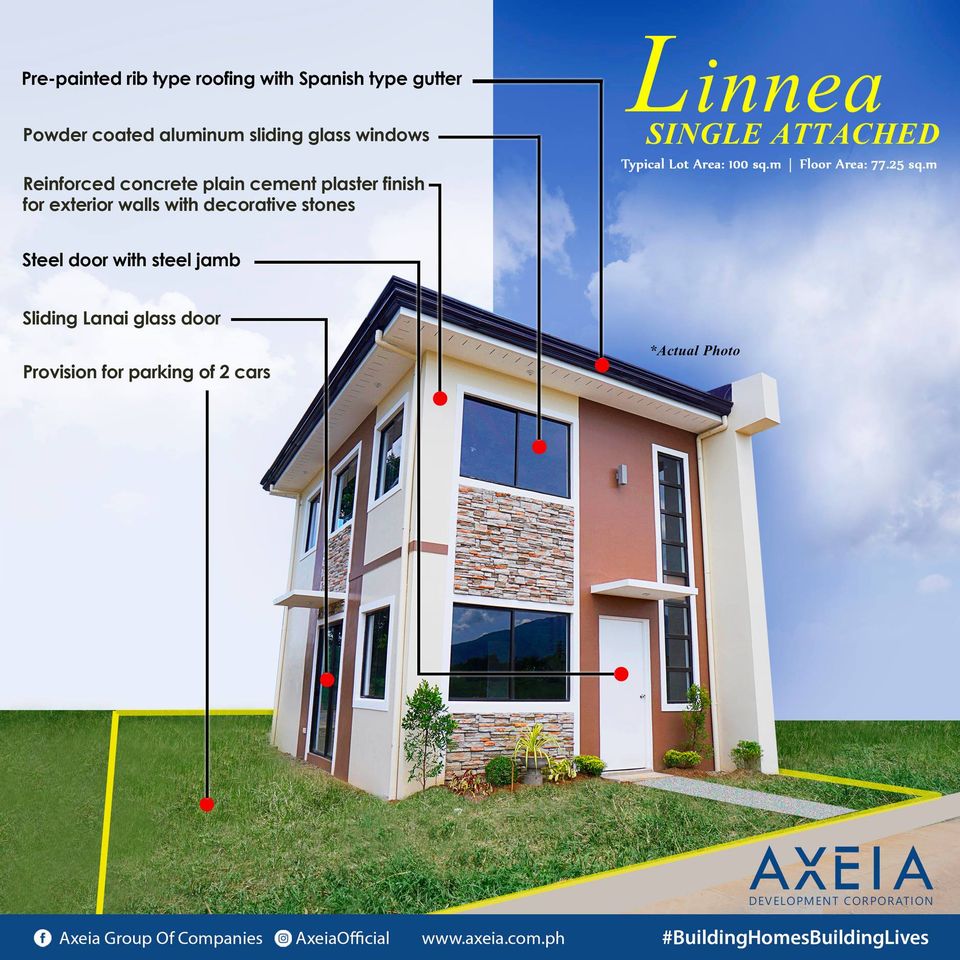 Pre-painted rib type roofing with Spanish type gutter
Powder coated aluminum sliding glass windows
Reinforced concrete plain cement plaster finish
for exterior walls with decorative stones
Steel door with steel jamb
Sliding Lanai glass door
Provision for parking of 2 cars
Linnea
SINGLE ATTACHED
Typical Lot Area: 100 sq.m | Floor Area: 77.25 sq.m
*Actual Photo
AXEIA
DEVELOPMENT CORPORATION
Axeia Group Of Companies AxeiaOfficial www.axeia.com.ph #BuildingHomesBuildingLives